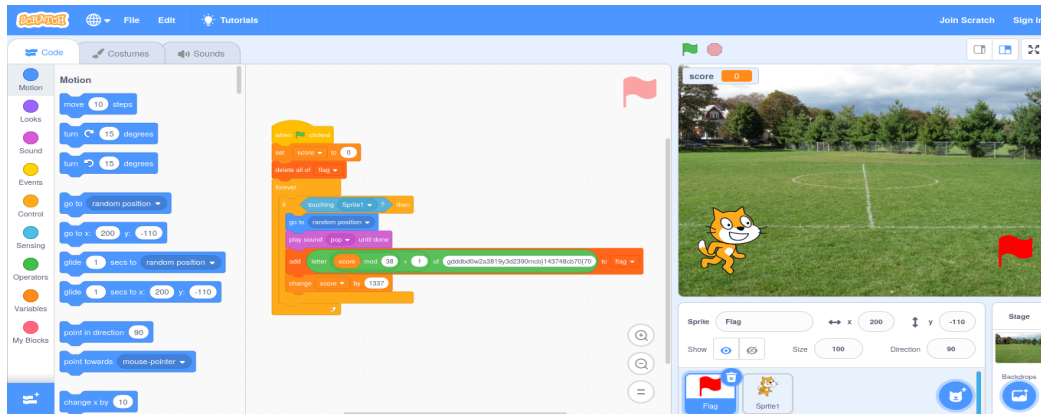 SCRATCH File Edit Tutorials Join Scratch Sign In
Code Costumes Sounds
Motion
Looks
Sound
Events
Control
Sensing
Operators
Variables
My Blocks
Motion
move 10 steps
turn 15 degrees
turn 15 degrees
go to random position
go to x: 200 y: -110
glide 1 secs to random position
glide 1 secs to x: 200 y: -110
point in direction 90
point towards mouse-pointer
change x by 10
when clicked
set score to 0
delete all of flag
forever
if touching Sprite1 ? then
go to random position
play sound pop until done
add letter score mod 38 + 1 of to flag
change score by 1337
score 0
Sprite Flag x 200 y -110
Show Size 100 Direction 90
Flag Sprite1
Stage
Backdrops